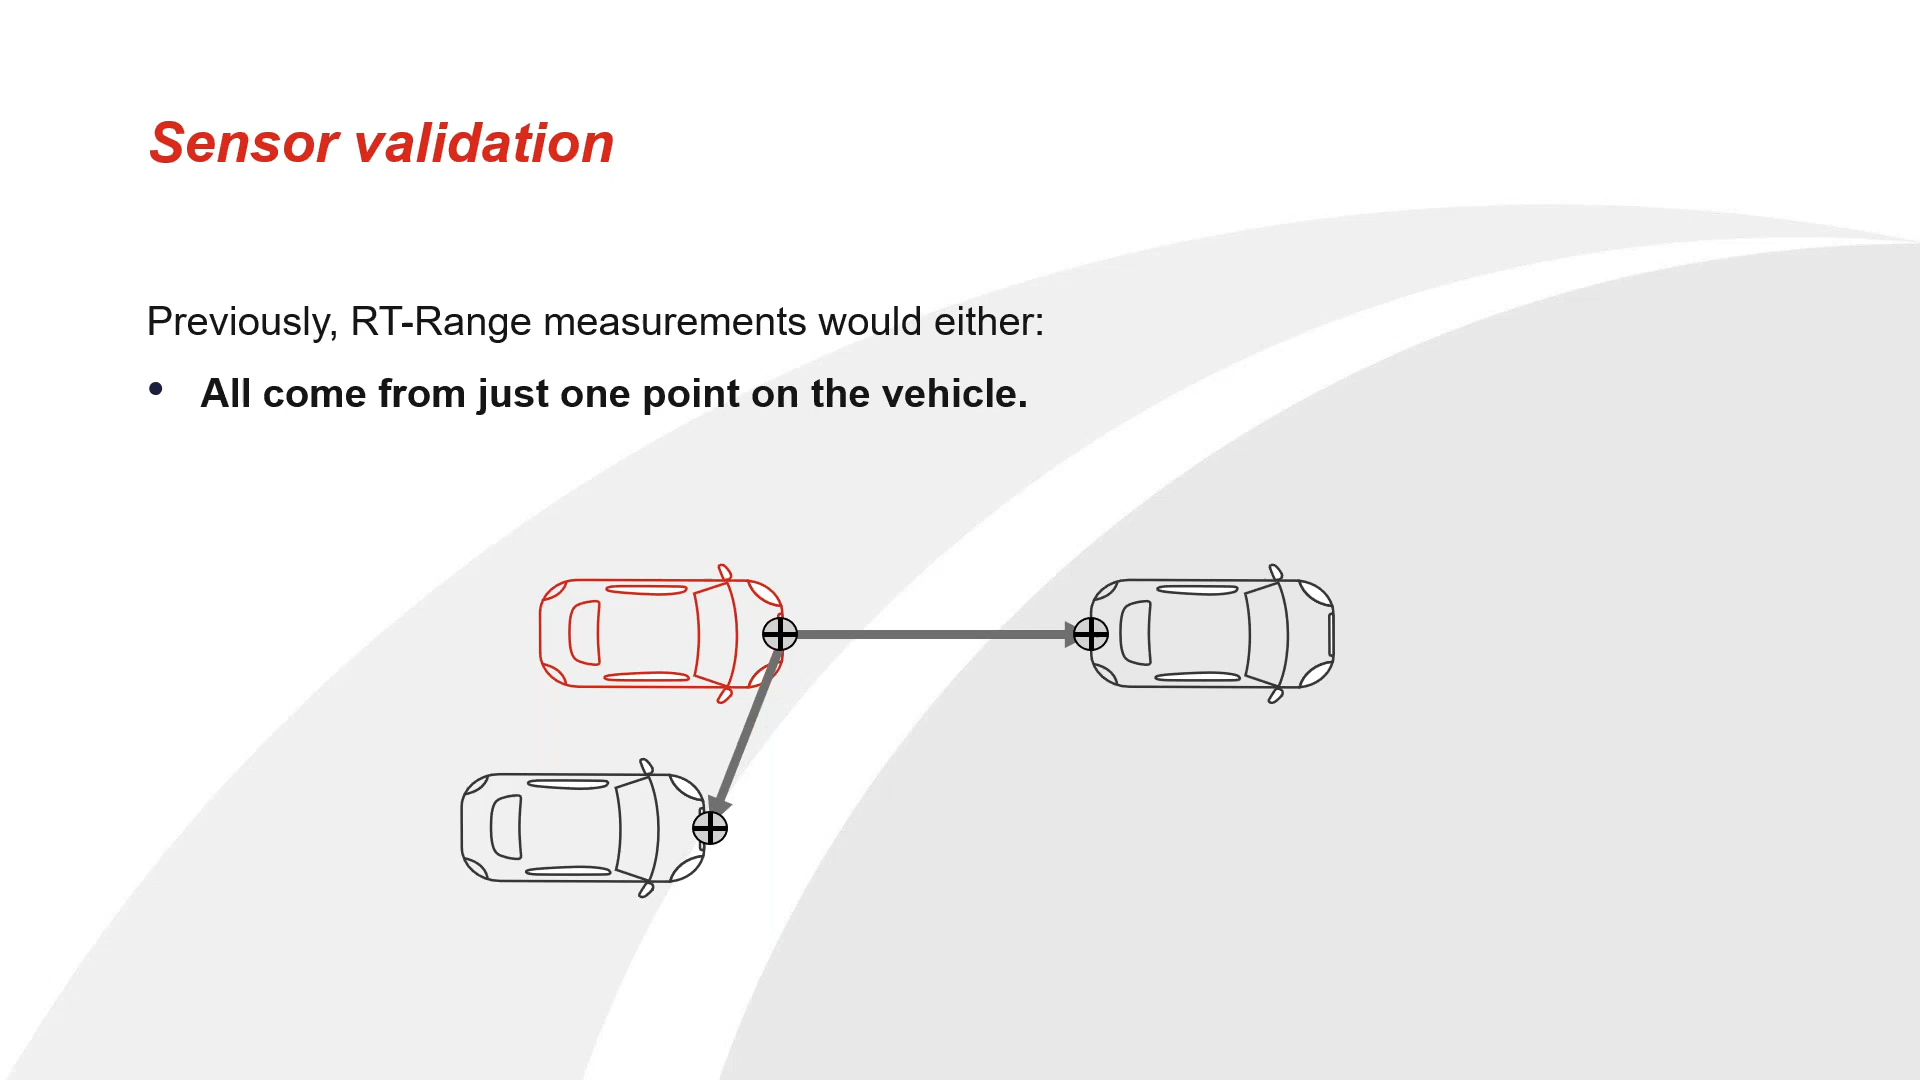 Sensor validation
Previously, RT-Range measurements would either:
• All come from just one point on the vehicle.